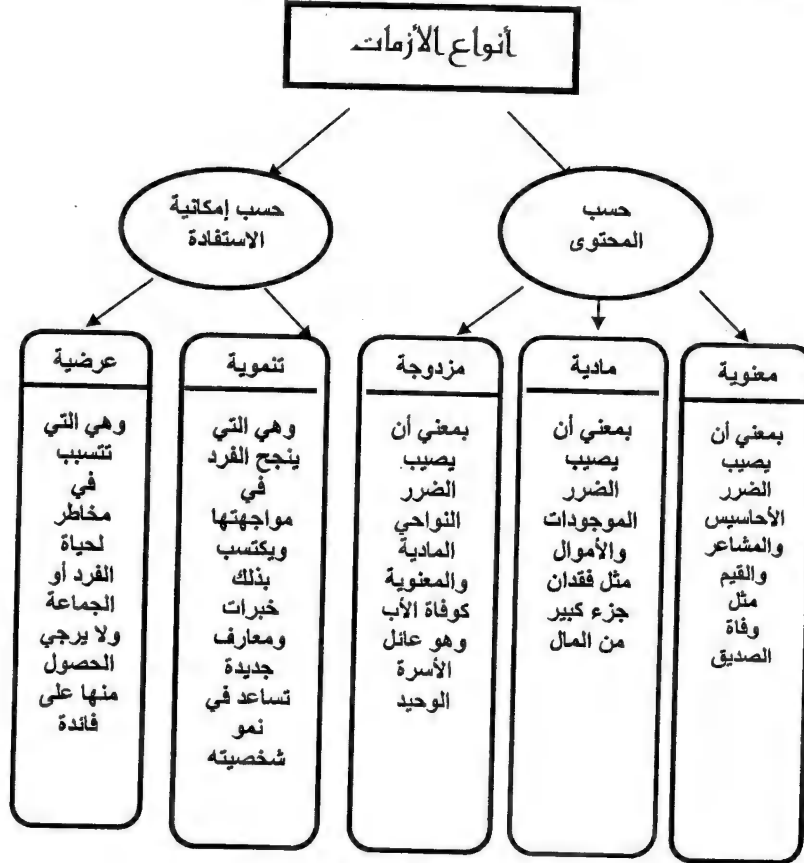 أنواع الأزمات
حسب
المحتوى
حسب إمكانية
الاستفادة
معنوية
بمعني أن
يصيب
الضرر
الأحاسيس
والمشاعر
والقيم
مثل
وفاة
الصديق
مادية
بمعني أن
يصيب
الضرر
الموجودات
والأموال
مثل فقدان
جزء كبير
من المال
مزدوجة
بمعني أن
يصيب
الضرر
النواحي
المادية
والمعنوية
كوفاة الأب
وهو عائل
الأسرة
الوحيد
تنموية
وهي التي
ينجح الفرد
في
مواجهتها
ويكتسب
بذلك
خبرات
ومعارف
جديدة
تساعد في
نمو
شخصيته
عرضية
وهي التي
تتسبب
في
مخاطر
لحياة
الفرد أو
الجماعة
ولا يرجي
الحصول
منها على
فائدة